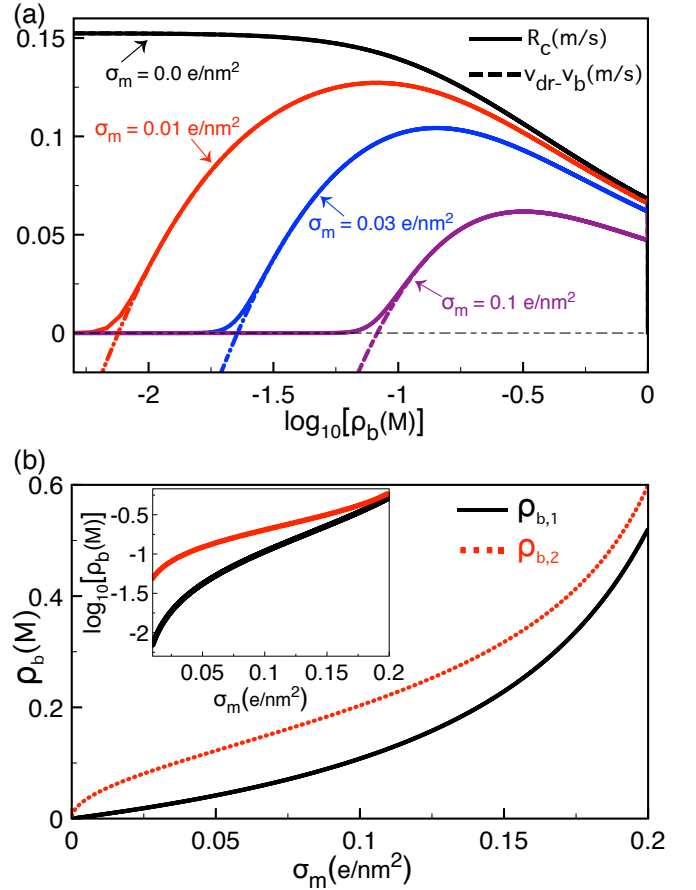 (a)
0.15
0.1
0.05
0
R_c(m/s)
v_dr-v_b(m/s)
σ_m = 0.0 e/nm²
σ_m = 0.01 e/nm²
σ_m = 0.03 e/nm²
σ_m = 0.1 e/nm²
-2 -1.5 -1 -0.5 0
log₁₀[ρ_b(M)]
(b)
0.6
0.4
0.2
0
ρ_b(M)
ρ_b,1
ρ_b,2
-0.5
-1
-1.5
-2
log₁₀[ρ_b(M)]
0.05 0.1 0.15 0.2
σ_m(e/nm²)
0 0.05 0.1 0.15 0.2
σ_m(e/nm²)